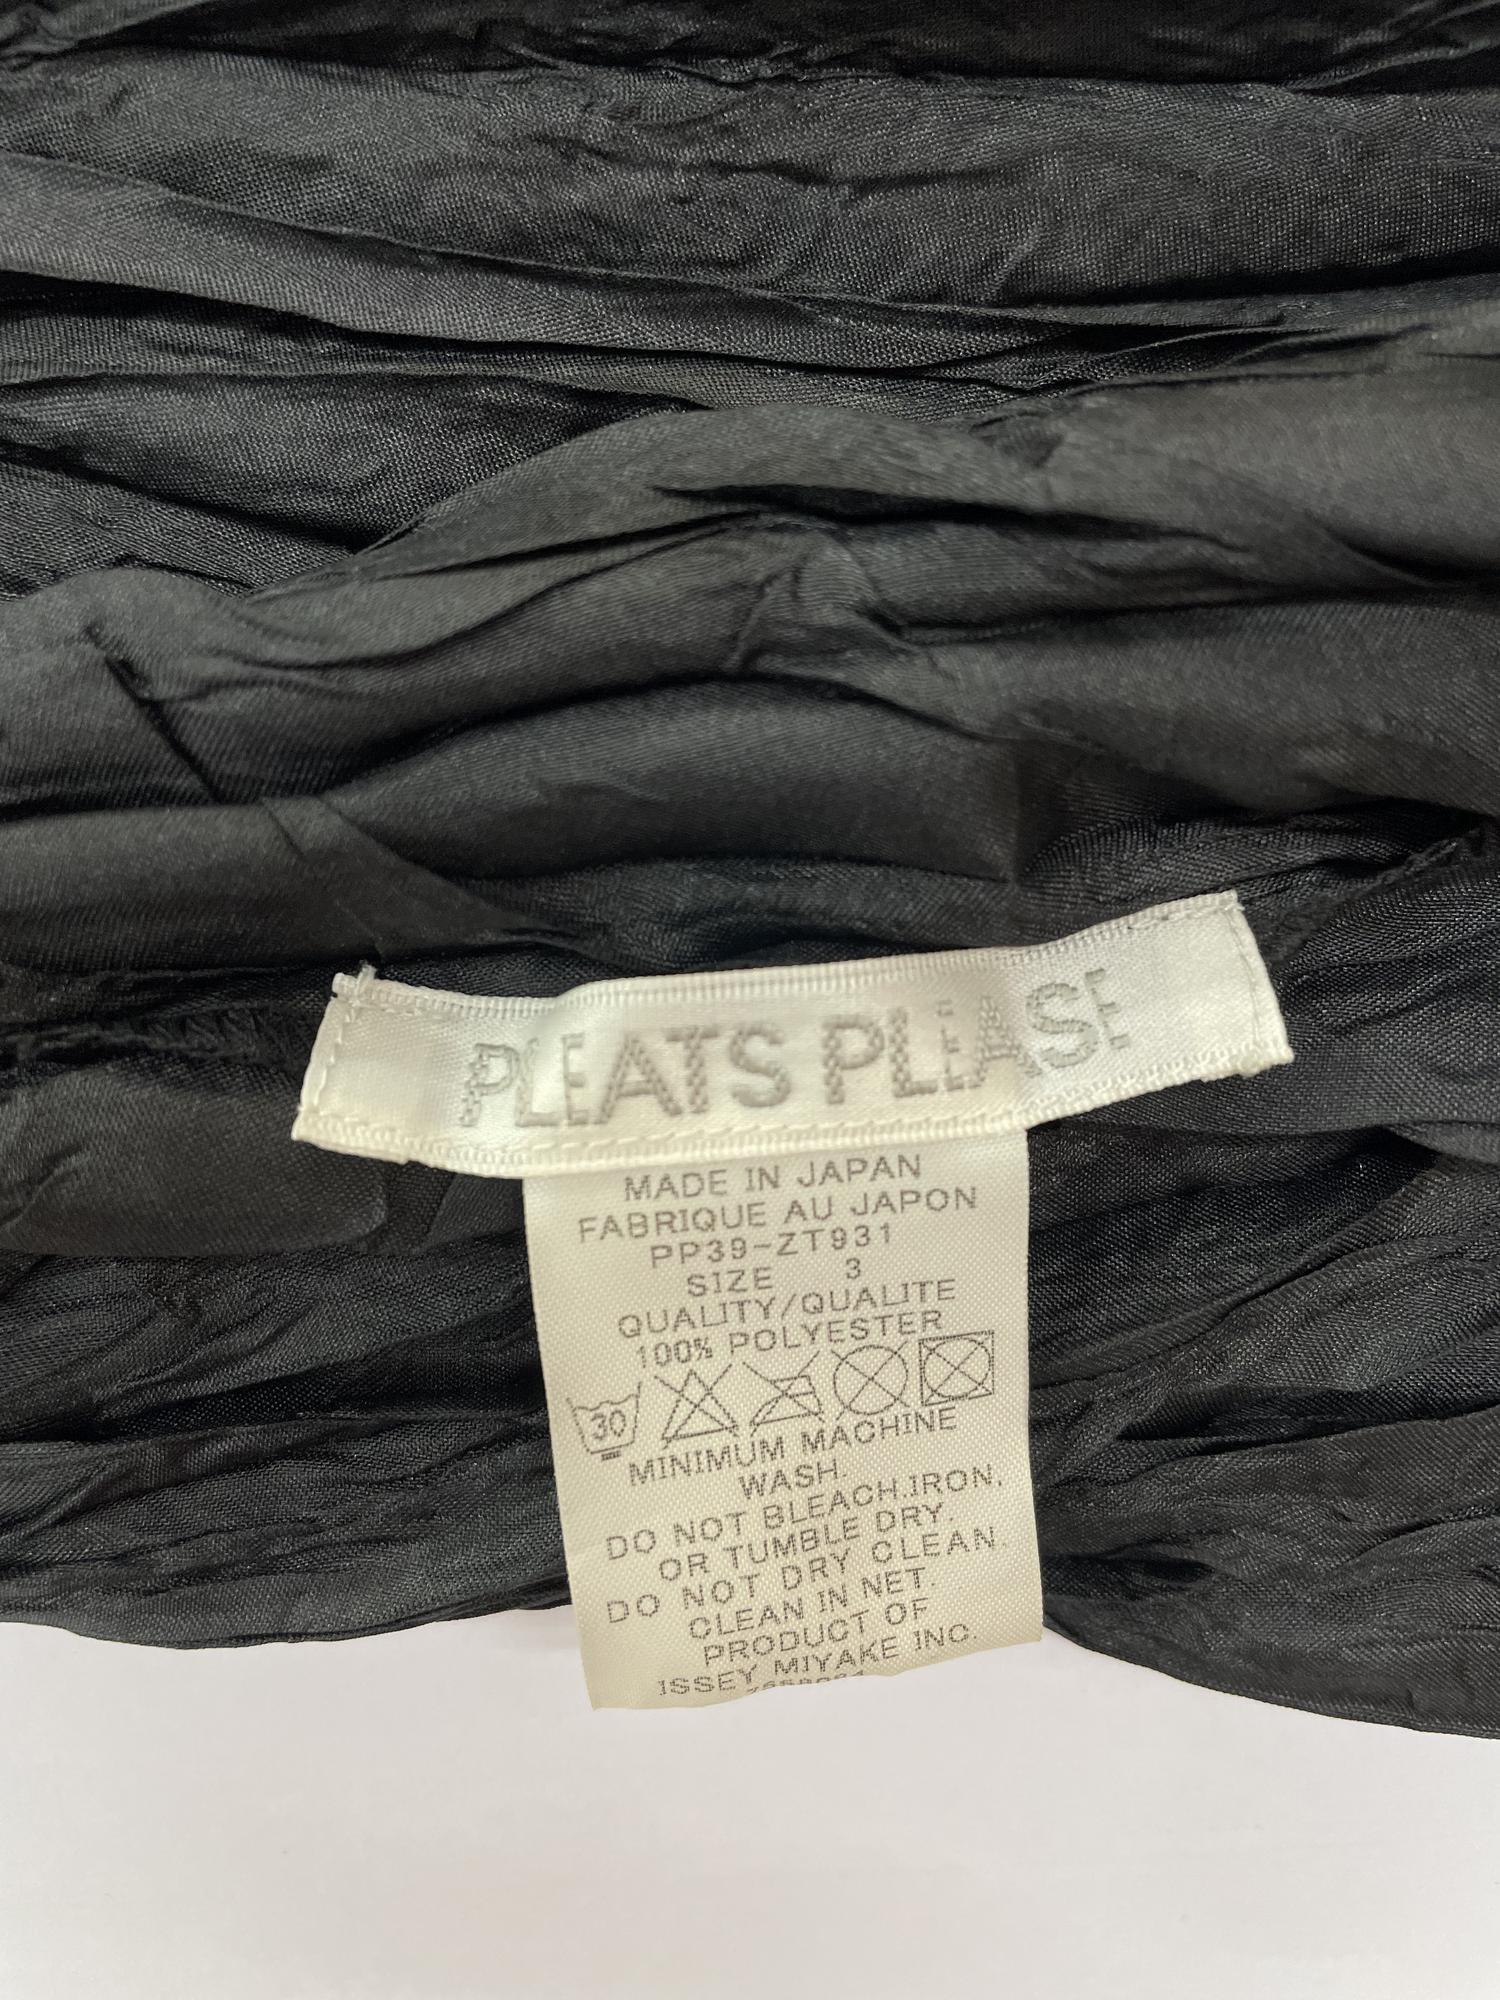 PLEATS PLEASE
MADE IN JAPAN
FABRIQUE AU JAPON
PP39-ZT931
SIZE 3
QUALITY/QUALITE
100% POLYESTER
30
MINIMUM MACHINE
WASH.
DO NOT BLEACH.IRON,
OR TUMBLE DRY.
DO NOT DRY CLEAN.
CLEAN IN NET.
PRODUCT OF
ISSEY MIYAKE INC.